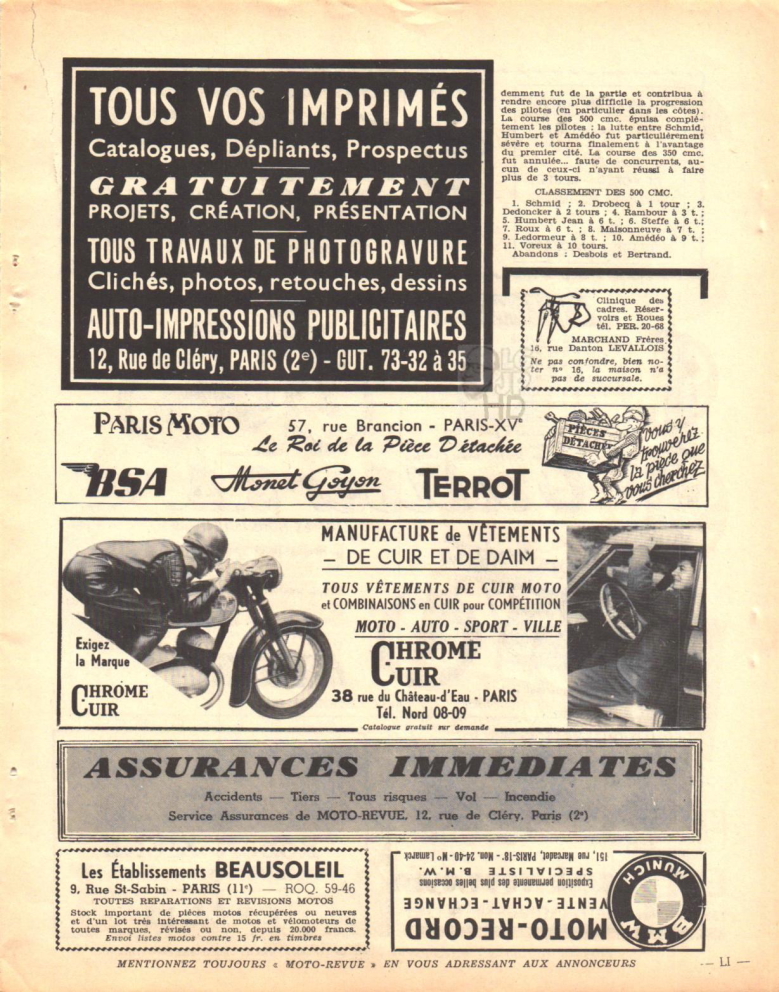 TOUS VOS IMPRIMÉS
Catalogues, Dépliants, Prospectus
GRATUITEMENT
PROJETS, CRÉATION, PRÉSENTATION
TOUS TRAVAUX DE PHOTOGRAVURE
Clichés, photos, retouches, dessins
AUTO-IMPRESSIONS PUBLICITAIRES
12, Rue de Cléry, PARIS (2e) - GUT. 73-32 à 35
demment fut de la partie et contribua à
rendre encore plus difficile la progression
des pilotes (en particulier dans les côtes).
La course des 500 cmc. épuisa complé-
tement les pilotes : la lutte entre Schmid,
Humbert et Amédéo fut particulièrement
sévère et tourna finalement à l'avantage
du premier cité. La course des 350 cmc.
fut annulée... faute de concurrents, au-
cun de ceux-ci n'ayant réussi à faire
plus de 3 tours.
CLASSEMENT DES 500 CMC.
1. Schmid ; 2. Drobecq à 1 tour ; 3.
Dedoncker à 2 tours ; 4. Rambour à 3 t. ;
5. Humbert Jean à 6 t. ; 6. Steffe à 6 t.;
7. Roux à 6 t. ; 8. Maisonneuve à 7 t. ;
9. Ledormeur à 8 t. ; 10. Amédéo à 9 t. ;
11. Voreux à 10 tours.
Abandons : Desbois et Bertrand.
Clinique des
cadres. Réser-
voirs et Roues
tél. PER. 20-68
MARCHAND Frères
16, rue Danton LEVALLOIS
Ne pas confondre, bien no-
ter n° 16, la maison n'a
pas de succursale.
PARIS MOTO
57, rue Brancion - PARIS-XVe
Le Roi de la Pièce Détachée
BSA
Monet Goyon
TERROT
PIÈCES
DÉTACHÉES
Vous y
trouverez
la pièce que
vous cherchez
MANUFACTURE de VÊTEMENTS
– DE CUIR ET DE DAIM –
TOUS VÊTEMENTS DE CUIR MOTO
et COMBINAISONS en CUIR pour COMPÉTITION
MOTO - AUTO - SPORT - VILLE
CHROME
CUIR
38 rue du Château-d'Eau - PARIS
Tél. Nord 08-09
Catalogue gratuit sur demande
Exigez
la Marque
CHROME
CUIR
ASSURANCES IMMEDIATES
Accidents — Tiers — Tous risques — Vol — Incendie
Service Assurances de MOTO-REVUE, 12, rue de Cléry, Paris (2e)
Les Établissements BEAUSOLEIL
9, Rue St-Sabin - PARIS (11e) — ROQ. 59-46
TOUTES REPARATIONS ET REVISIONS MOTOS
Stock important de pièces motos récupérées ou neuves
et d'un lot très intéressant de motos et vélomoteurs de
toutes marques, révisés ou non, depuis 20.000 francs.
Envoi listes motos contre 15 fr. en timbres
BMW
MUNICH
MOTO-RECORD
VENTE-ACHAT-ECHANGE
Exposition permanente des plus belles occasions
SPECIALISTE B.M.W.
151, rue Marcadet, PARIS-18e - Mon. 24-40 - Mo Lamarck
MENTIONNEZ TOUJOURS « MOTO-REVUE » EN VOUS ADRESSANT AUX ANNONCEURS
— LI —